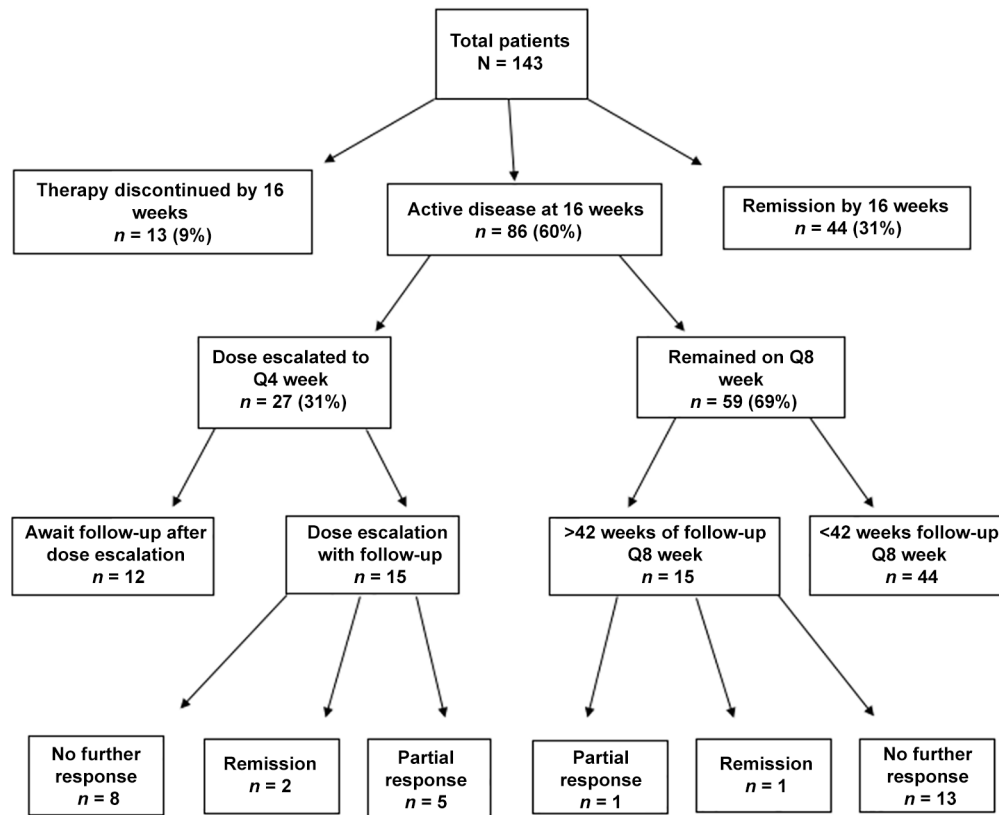 Total patients
N = 143
Therapy discontinued by 16
weeks
n = 13 (9%)
Active disease at 16 weeks
n = 86 (60%)
Remission by 16 weeks
n = 44 (31%)
Dose escalated to
Q4 week
n = 27 (31%)
Remained on Q8
week
n = 59 (69%)
Await follow-up after
dose escalation
n = 12
Dose escalation
with follow-up
n = 15
>42 weeks of follow-up
Q8 week
n = 15
<42 weeks follow-up
Q8 week
n = 44
No further
response
n = 8
Remission
n = 2
Partial
response
n = 5
Partial
response
n = 1
Remission
n = 1
No further
response
n = 13